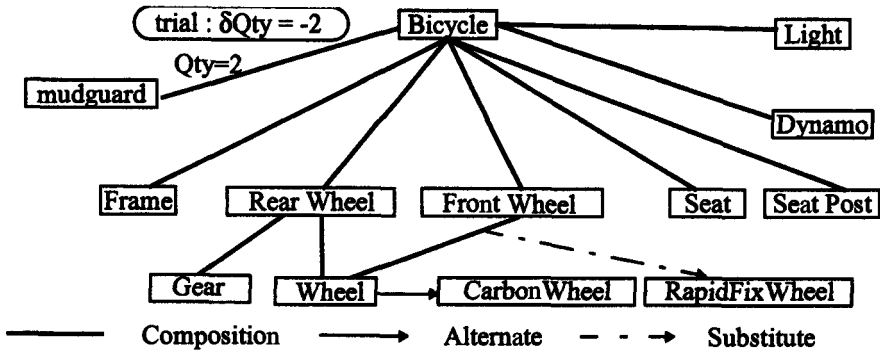 trial : δQty = -2
Bicycle
Light
Qty=2
mudguard
Dynamo
Frame
Rear Wheel
Front Wheel
Seat
Seat Post
Gear
Wheel
CarbonWheel
RapidFixWheel
Composition
Alternate
Substitute